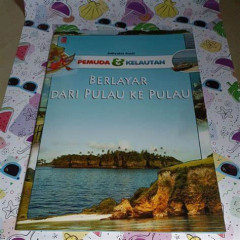 PEMUDA & KELAUTAN
BERLAYAR
DARI PULAU KE PULAU